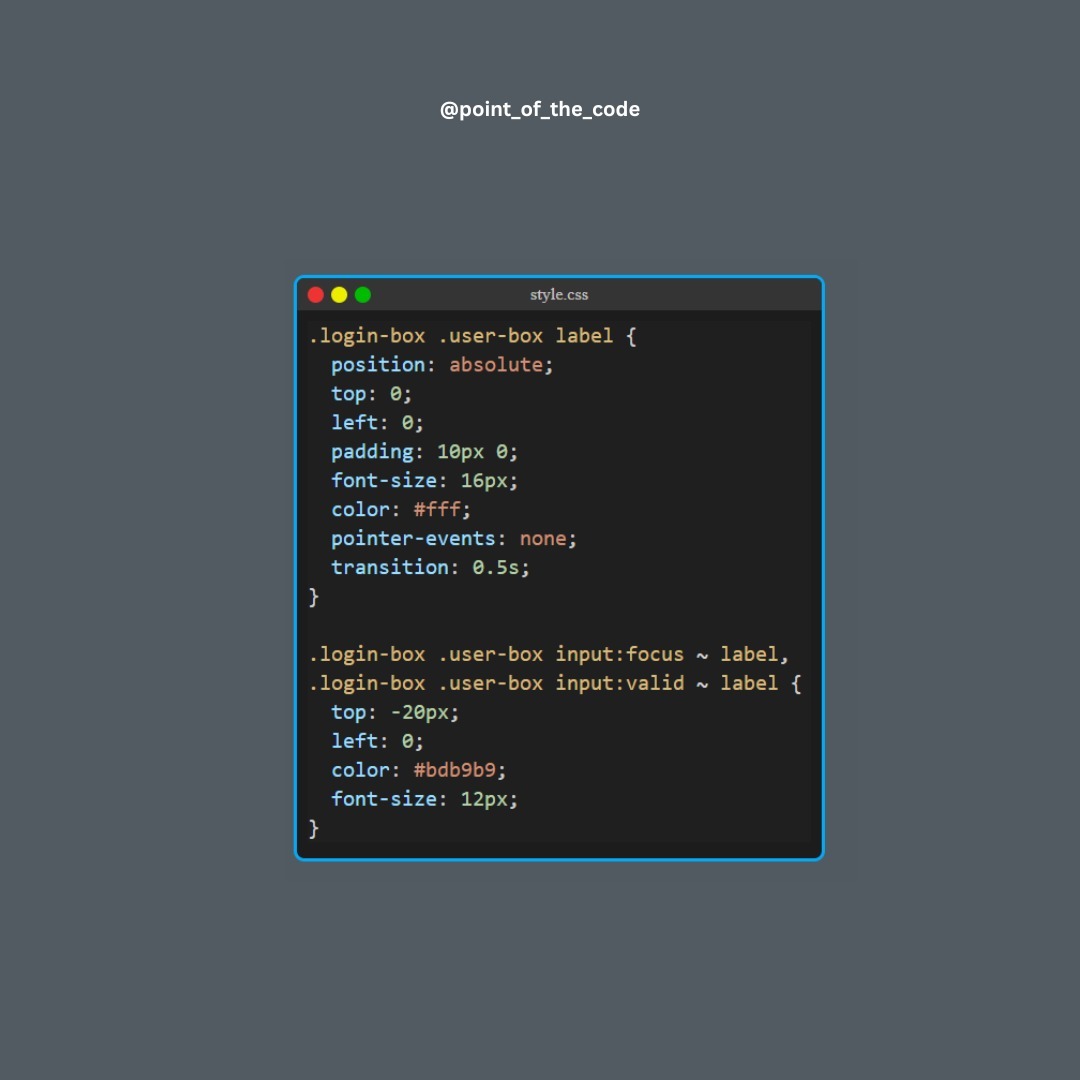 @point_of_the_code
style.css
.login-box .user-box label {
  position: absolute;
  top: 0;
  left: 0;
  padding: 10px 0;
  font-size: 16px;
  color: #fff;
  pointer-events: none;
  transition: 0.5s;
}

.login-box .user-box input:focus ~ label,
.login-box .user-box input:valid ~ label {
  top: -20px;
  left: 0;
  color: #bdb9b9;
  font-size: 12px;
}